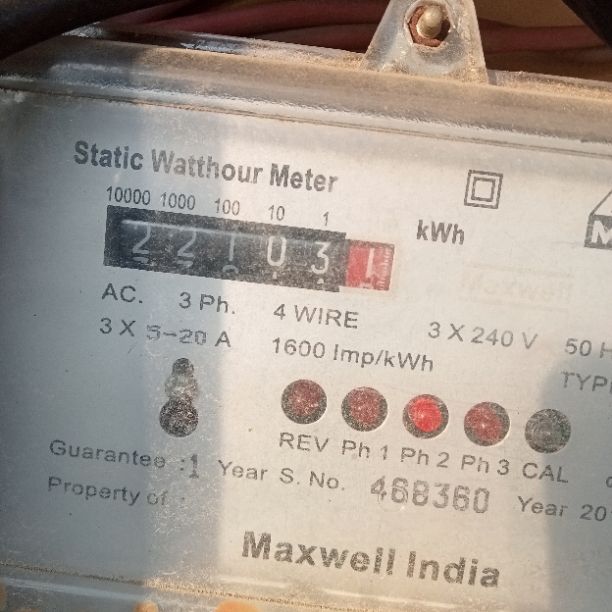 Static Watthour Meter
10000 1000 100 10 1
22103 1 kWh
AC. 3 Ph. 4 WIRE 3 X 240 V 50
3 X 5-20 A 1600 Imp/kWh
REV Ph 1 Ph 2 Ph 3 CAL
Guarantee :1 Year S. No. 468360 Year 20
Property of
Maxwell India